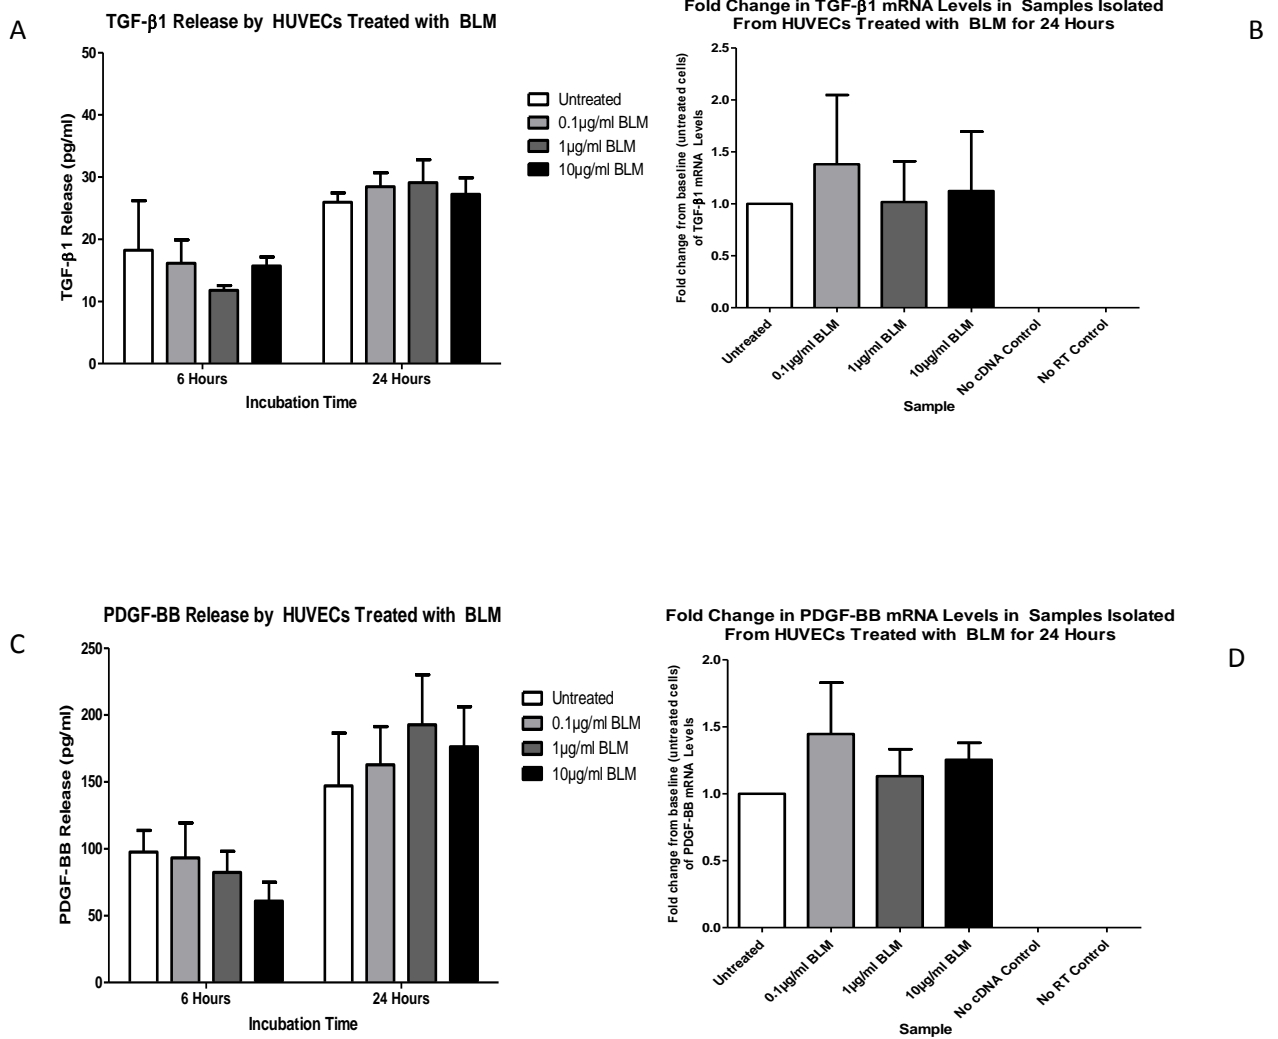 A
TGF-β1 Release by HUVECs Treated with BLM
TGF-β1 Release (pg/ml)
50
40
30
20
10
0
6 Hours
24 Hours
Incubation Time
Untreated
0.1µg/ml BLM
1µg/ml BLM
10µg/ml BLM
B
Fold Change in TGF-β1 mRNA Levels in Samples Isolated
From HUVECs Treated with BLM for 24 Hours
Fold change from baseline (untreated cells)
of TGF-β1 mRNA Levels
2.5
2.0
1.5
1.0
0.5
0.0
Untreated
0.1µg/ml BLM
1µg/ml BLM
10µg/ml BLM
No cDNA Control
No RT Control
Sample
C
PDGF-BB Release by HUVECs Treated with BLM
PDGF-BB Release (pg/ml)
250
200
150
100
50
0
6 Hours
24 Hours
Incubation Time
Untreated
0.1µg/ml BLM
1µg/ml BLM
10µg/ml BLM
D
Fold Change in PDGF-BB mRNA Levels in Samples Isolated
From HUVECs Treated with BLM for 24 Hours
Fold change from baseline (untreated cells)
of PDGF-BB mRNA Levels
2.0
1.5
1.0
0.5
0.0
Untreated
0.1µg/ml BLM
1µg/ml BLM
10µg/ml BLM
No cDNA Control
No RT Control
Sample